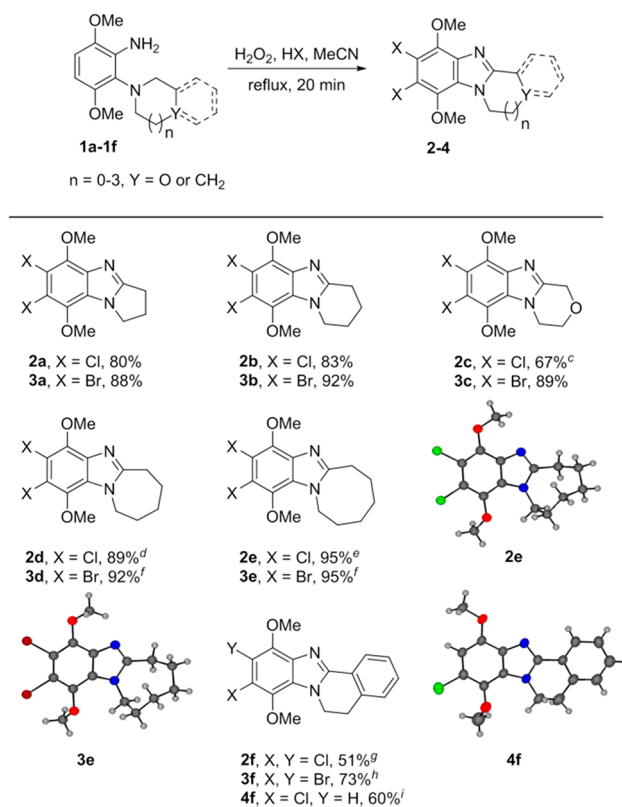 OMe
NH2
N
OMe
Y
( )n
1a-1f
n = 0-3, Y = O or CH2
H2O2, HX, MeCN
reflux, 20 min
OMe
X
N
X
N
OMe
Y
( )n
2-4
OMe
X
N
X
N
OMe
2a, X = Cl, 80%
3a, X = Br, 88%
OMe
X
N
X
N
OMe
2b, X = Cl, 83%
3b, X = Br, 92%
OMe
X
N
X
N
O
OMe
2c, X = Cl, 67%c
3c, X = Br, 89%
OMe
X
N
X
N
OMe
2d, X = Cl, 89%d
3d, X = Br, 92%f
OMe
X
N
X
N
OMe
2e, X = Cl, 95%e
3e, X = Br, 95%f
2e
3e
OMe
Y
N
X
N
OMe
2f, X, Y = Cl, 51%g
3f, X, Y = Br, 73%h
4f, X = Cl, Y = H, 60%i
4f